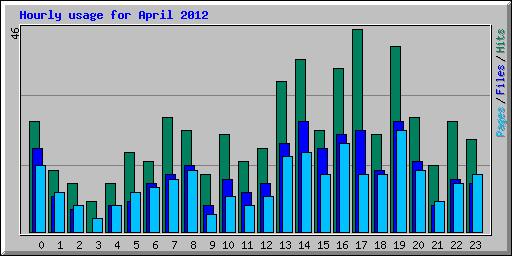 Hourly usage for April 2012
46
Pages / Files / Hits
0 1 2 3 4 5 6 7 8 9 10 11 12 13 14 15 16 17 18 19 20 21 22 23